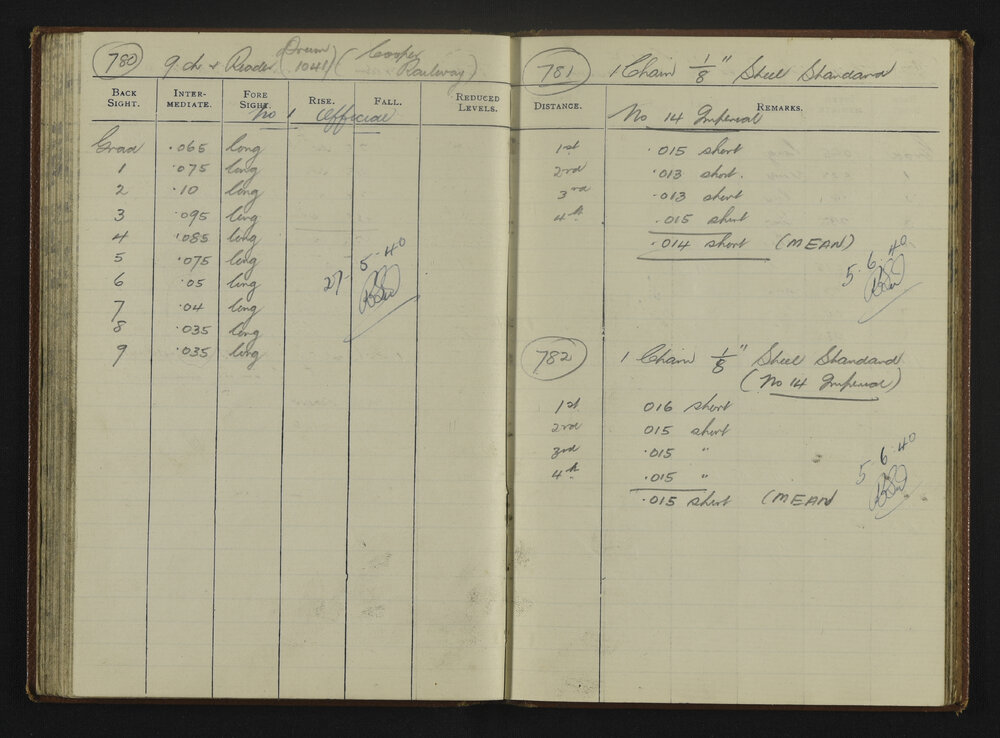 780 9 ch + Reader (Drum 1041) (Cooper Railway)
BACK SIGHT. INTER-MEDIATE. FORE SIGHT. RISE. FALL. REDUCED LEVELS.
No 1 Official
Grad .065 long
1 .075 long
2 .10 long
3 .095 long
4 .085 long
5 .075 long
6 .05 long
7 .04 long
8 .035 long
9 .035 long
27.5.40
781 1 Chain 1/8" Steel Standard
DISTANCE. REMARKS.
No 14 Imperial
1st .015 short
2nd .013 short.
3rd .013 short
4th .015 short
.014 short (MEAN)
5.6.40
782 1 Chain 1/8" Steel Standard
(No 14 Imperial)
1st 016 short
2nd 015 short
3rd .015 "
4th .015 "
.015 short (MEAN
5.6.40